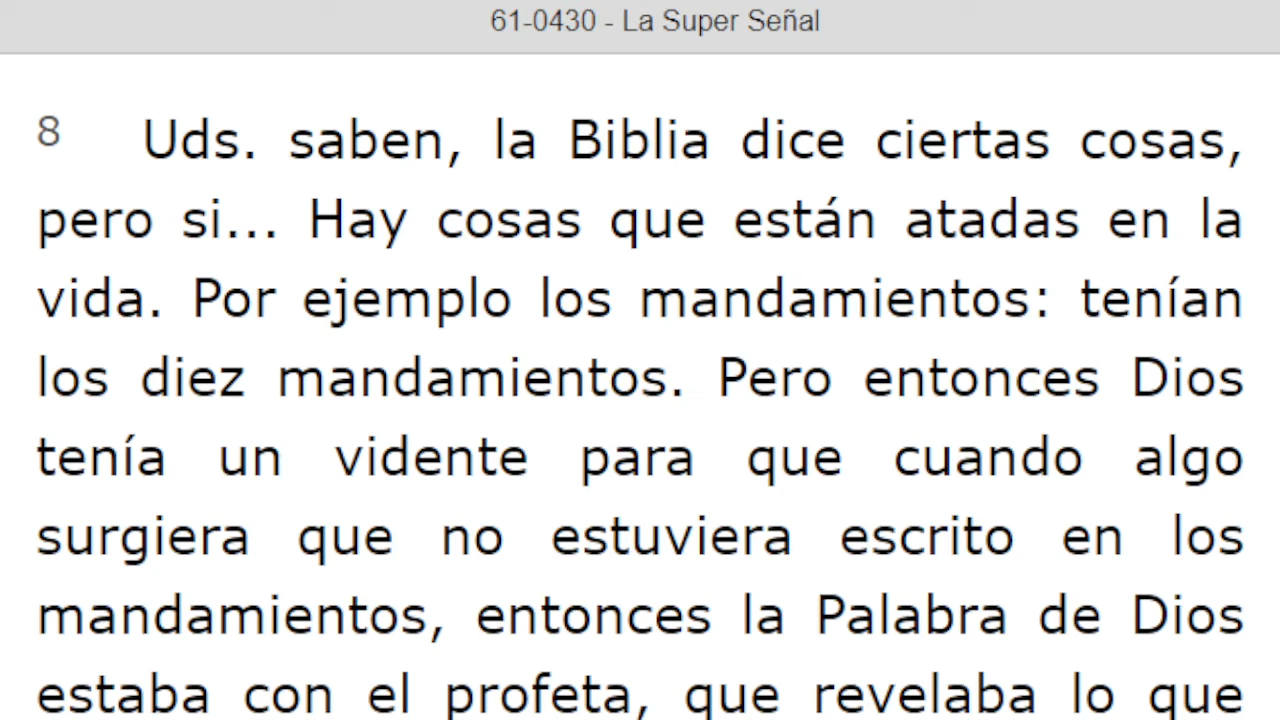 61-0430 - La Super Señal
8 Uds. saben, la Biblia dice ciertas cosas,
pero si... Hay cosas que están atadas en la
vida. Por ejemplo los mandamientos: tenían
los diez mandamientos. Pero entonces Dios
tenía un vidente para que cuando algo
surgiera que no estuviera escrito en los
mandamientos, entonces la Palabra de Dios
estaba con el profeta, que revelaba lo que